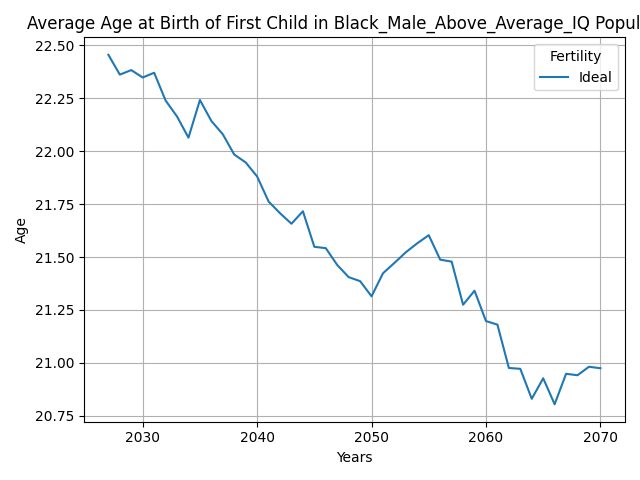 Average Age at Birth of First Child in Black_Male_Above_Average_IQ Popul
Fertility
Ideal
22.50
22.25
22.00
21.75
21.50
21.25
21.00
20.75
Age
2030 2040 2050 2060 2070
Years